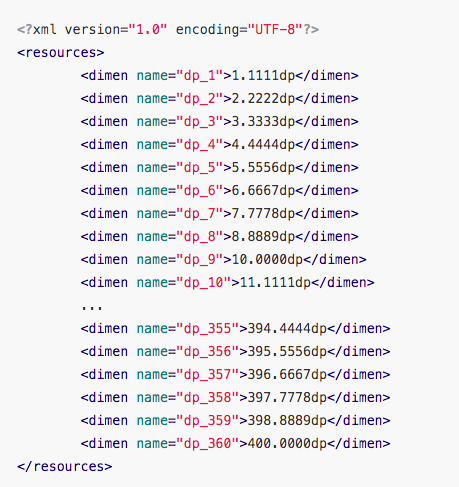 <?xml version="1.0" encoding="UTF-8"?>
<resources>
<dimen name="dp_1">1.1111dp</dimen>
<dimen name="dp_2">2.2222dp</dimen>
<dimen name="dp_3">3.3333dp</dimen>
<dimen name="dp_4">4.4444dp</dimen>
<dimen name="dp_5">5.5556dp</dimen>
<dimen name="dp_6">6.6667dp</dimen>
<dimen name="dp_7">7.7778dp</dimen>
<dimen name="dp_8">8.8889dp</dimen>
<dimen name="dp_9">10.0000dp</dimen>
<dimen name="dp_10">11.1111dp</dimen>
...
<dimen name="dp_355">394.4444dp</dimen>
<dimen name="dp_356">395.5556dp</dimen>
<dimen name="dp_357">396.6667dp</dimen>
<dimen name="dp_358">397.7778dp</dimen>
<dimen name="dp_359">398.8889dp</dimen>
<dimen name="dp_360">400.0000dp</dimen>
</resources>